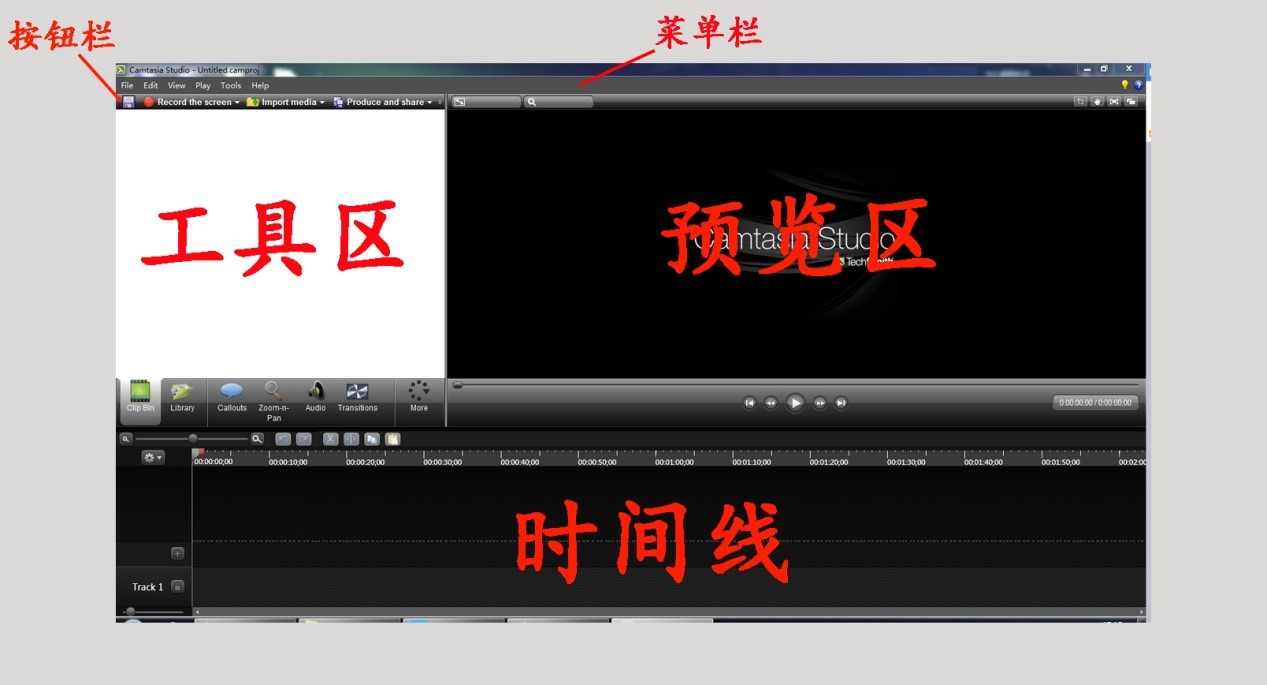 按钮栏
菜单栏
Camtasia Studio - Untitled.camproj
File Edit View Play Tools Help
Record the screen Import media Produce and share
工具区
预览区
Camtasia Studio
Clip Bin Library Callouts Zoom-n-Pan Audio Transitions More
0:00:00;00 / 0:00:00;00
00:00:00;00 00:00:10;00 00:00:20;00 00:00:30;00 00:00:40;00 00:00:50;00 00:01:00;00 00:01:10;00 00:01:20;00 00:01:30;00 00:01:40;00 00:01:50;00 00:02:0
时间线
Track 1